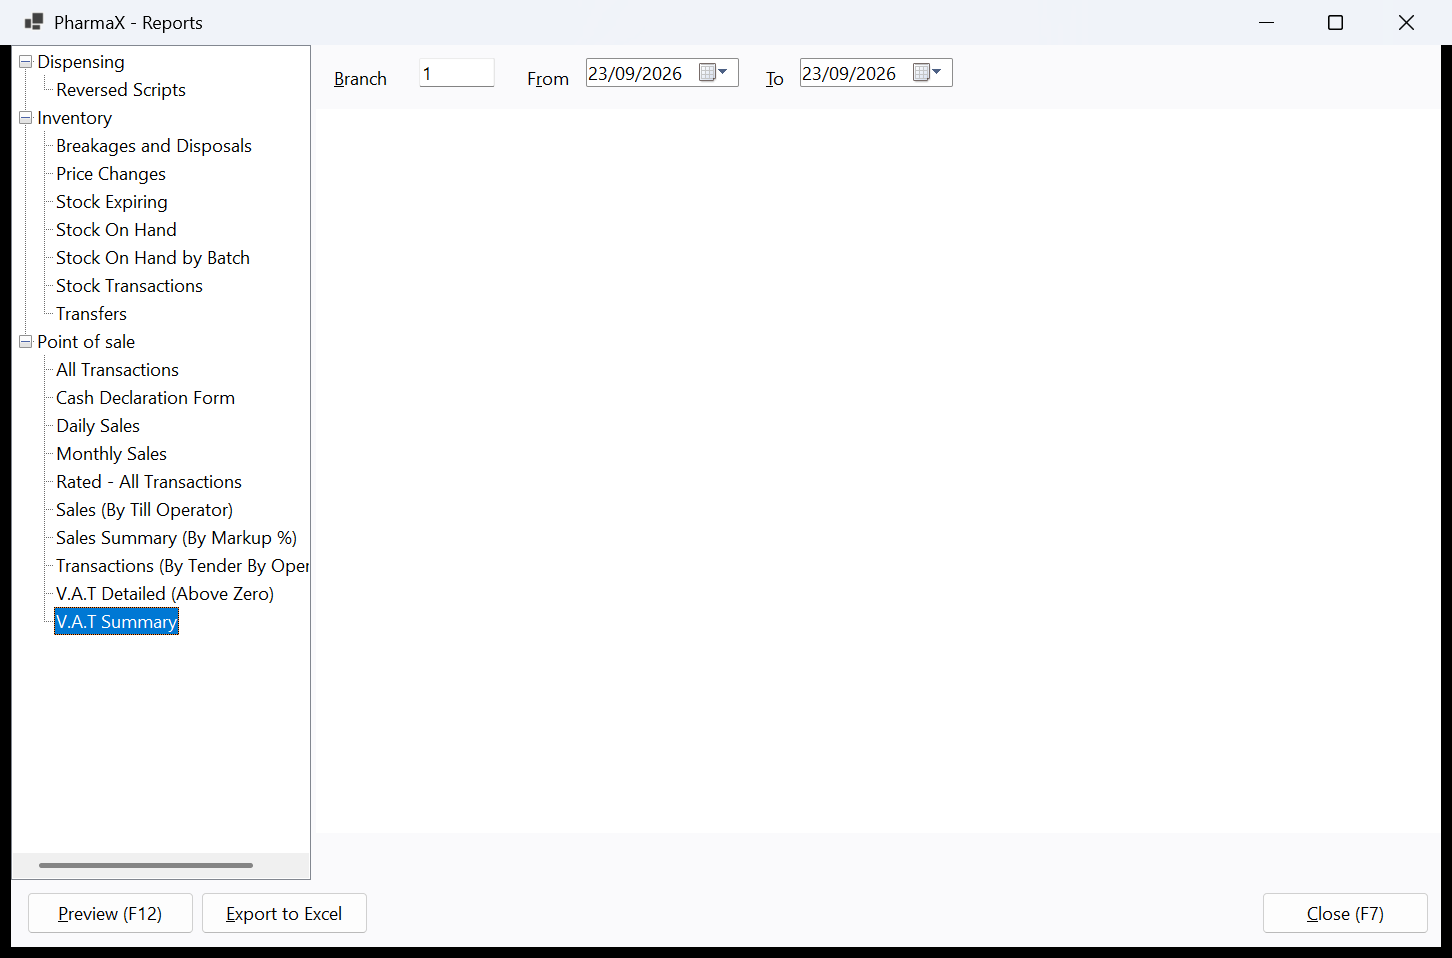 PharmaX - Reports
Branch 1 From 23/09/2026 To 23/09/2026
Dispensing
Reversed Scripts
Inventory
Breakages and Disposals
Price Changes
Stock Expiring
Stock On Hand
Stock On Hand by Batch
Stock Transactions
Transfers
Point of sale
All Transactions
Cash Declaration Form
Daily Sales
Monthly Sales
Rated - All Transactions
Sales (By Till Operator)
Sales Summary (By Markup %)
Transactions (By Tender By Oper
V.A.T Detailed (Above Zero)
V.A.T Summary
Preview (F12) Export to Excel Close (F7)